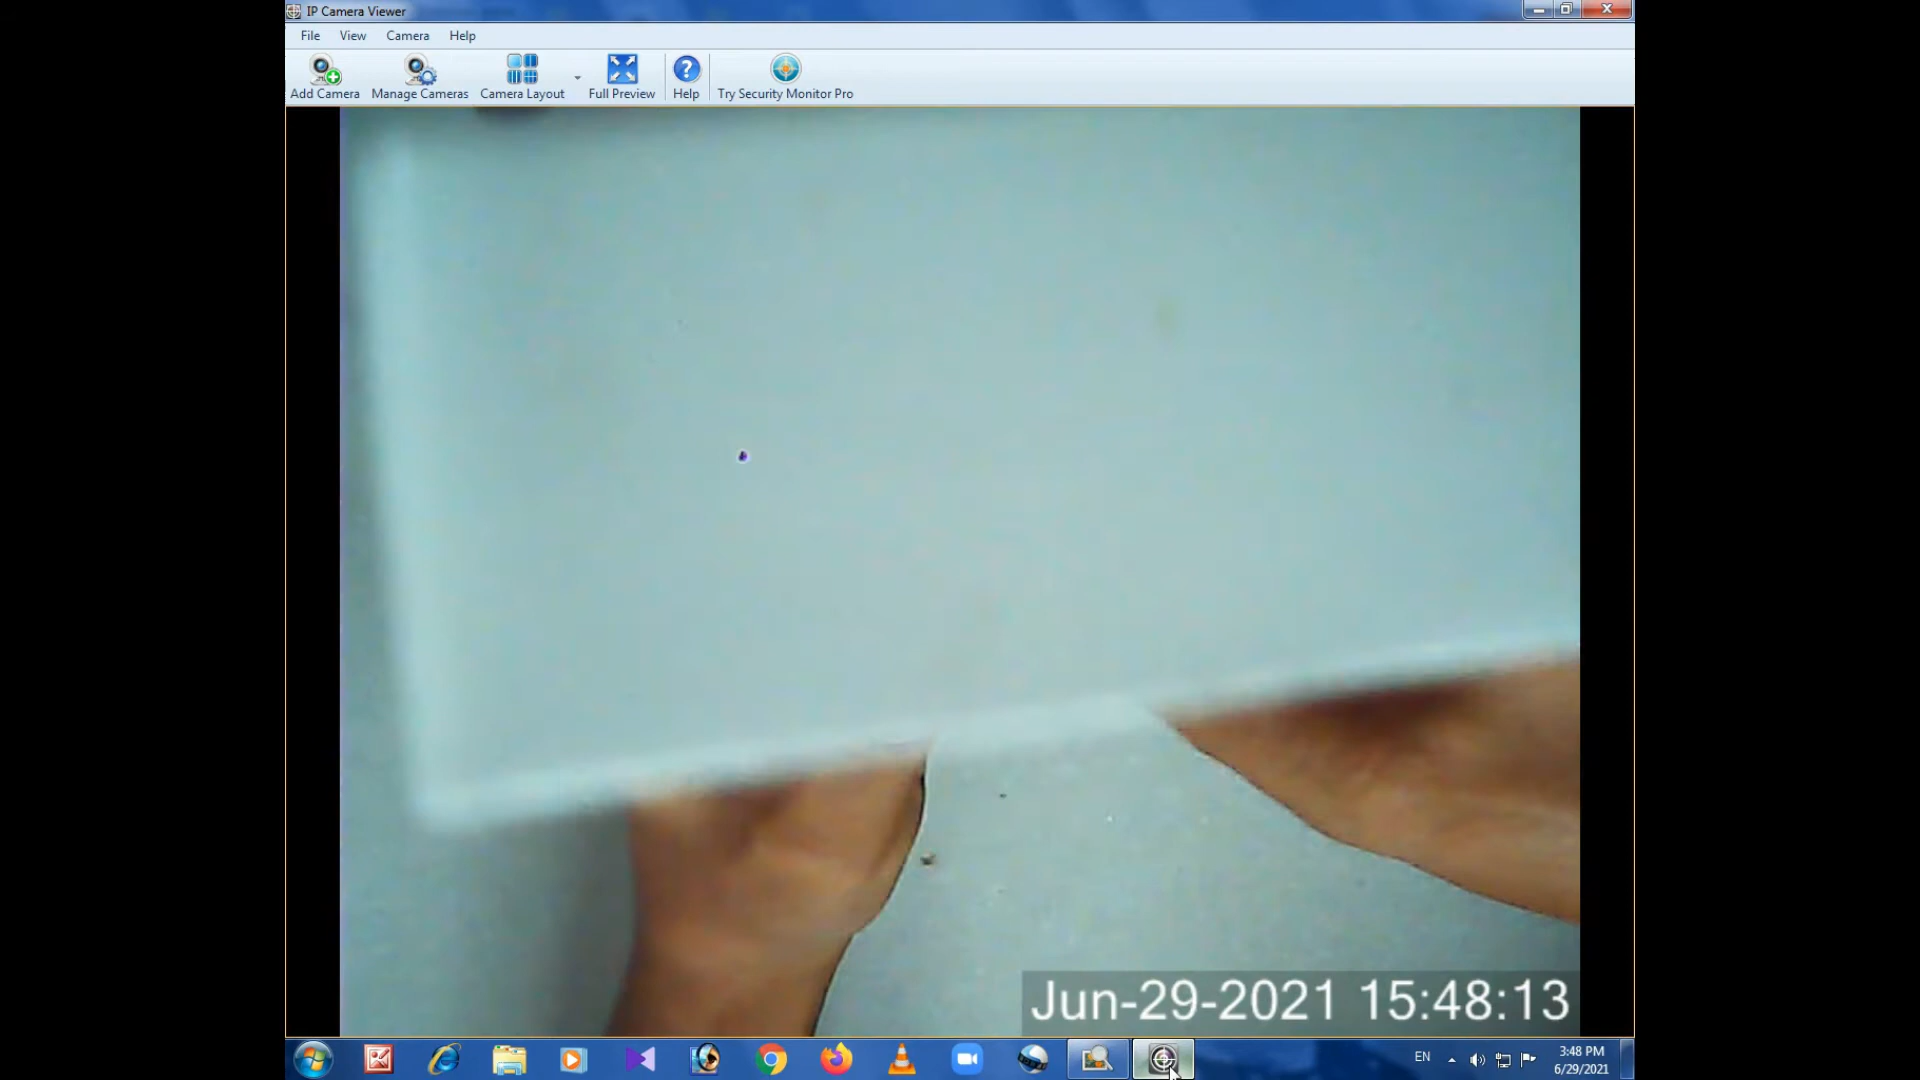 IP Camera Viewer
File View Camera Help
Add Camera Manage Cameras Camera Layout Full Preview Help Try Security Monitor Pro
Jun-29-2021 15:48:13
EN 3:48 PM
6/29/2021